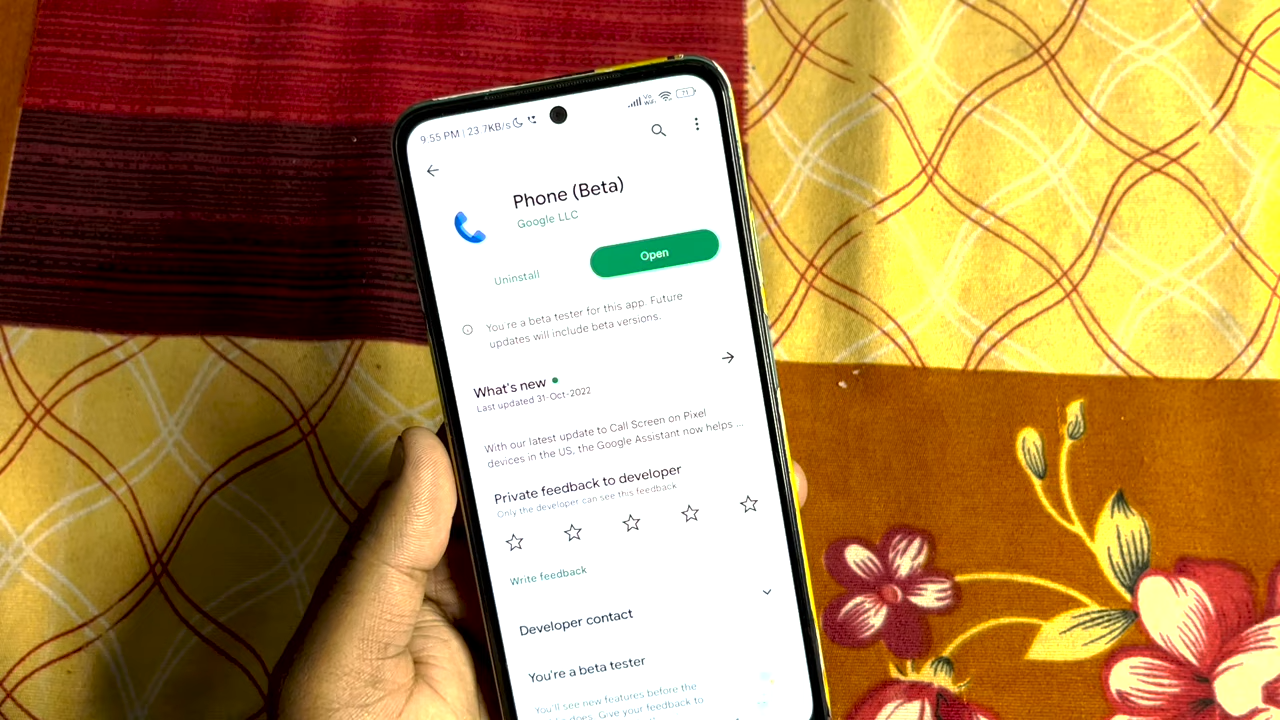 9.55 PM | 23.7KB/s Vo WiFi 71
Phone (Beta)
Google LLC
Uninstall
Open
You're a beta tester for this app. Future
updates will include beta versions.
What's new
Last updated 31-Oct-2022
With our latest update to Call Screen on Pixel
devices in the US, the Google Assistant now helps ...
Private feedback to developer
Only the developer can see this feedback
Write feedback
Developer contact
You're a beta tester
You'll see new features before the
does. Give your feedback to